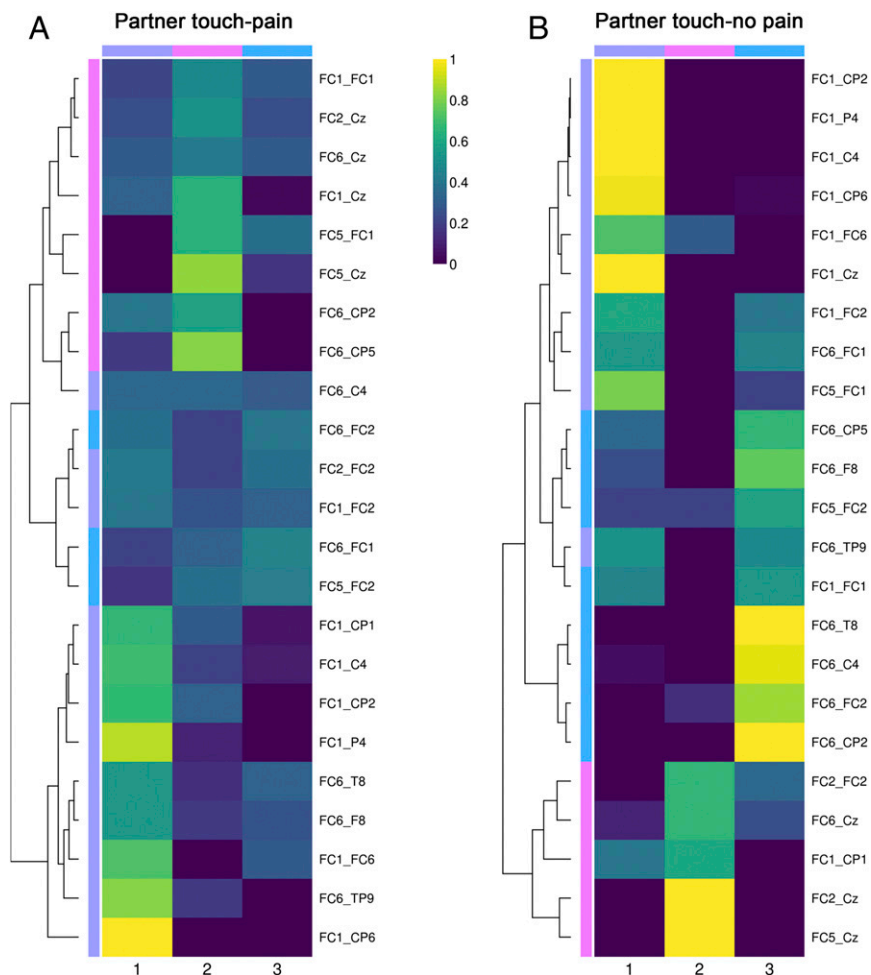 A
Partner touch-pain
FC1_FC1
FC2_Cz
FC6_Cz
FC1_Cz
FC5_FC1
FC5_Cz
FC6_CP2
FC6_CP5
FC6_C4
FC6_FC2
FC2_FC2
FC1_FC2
FC6_FC1
FC5_FC2
FC1_CP1
FC1_C4
FC1_CP2
FC1_P4
FC6_T8
FC6_F8
FC1_FC6
FC6_TP9
FC1_CP6
1 2 3
1
0.8
0.6
0.4
0.2
0
B
Partner touch-no pain
FC1_CP2
FC1_P4
FC1_C4
FC1_CP6
FC1_FC6
FC1_Cz
FC1_FC2
FC6_FC1
FC5_FC1
FC6_CP5
FC6_F8
FC5_FC2
FC6_TP9
FC1_FC1
FC6_T8
FC6_C4
FC6_FC2
FC6_CP2
FC2_FC2
FC6_Cz
FC1_CP1
FC2_Cz
FC5_Cz
1 2 3